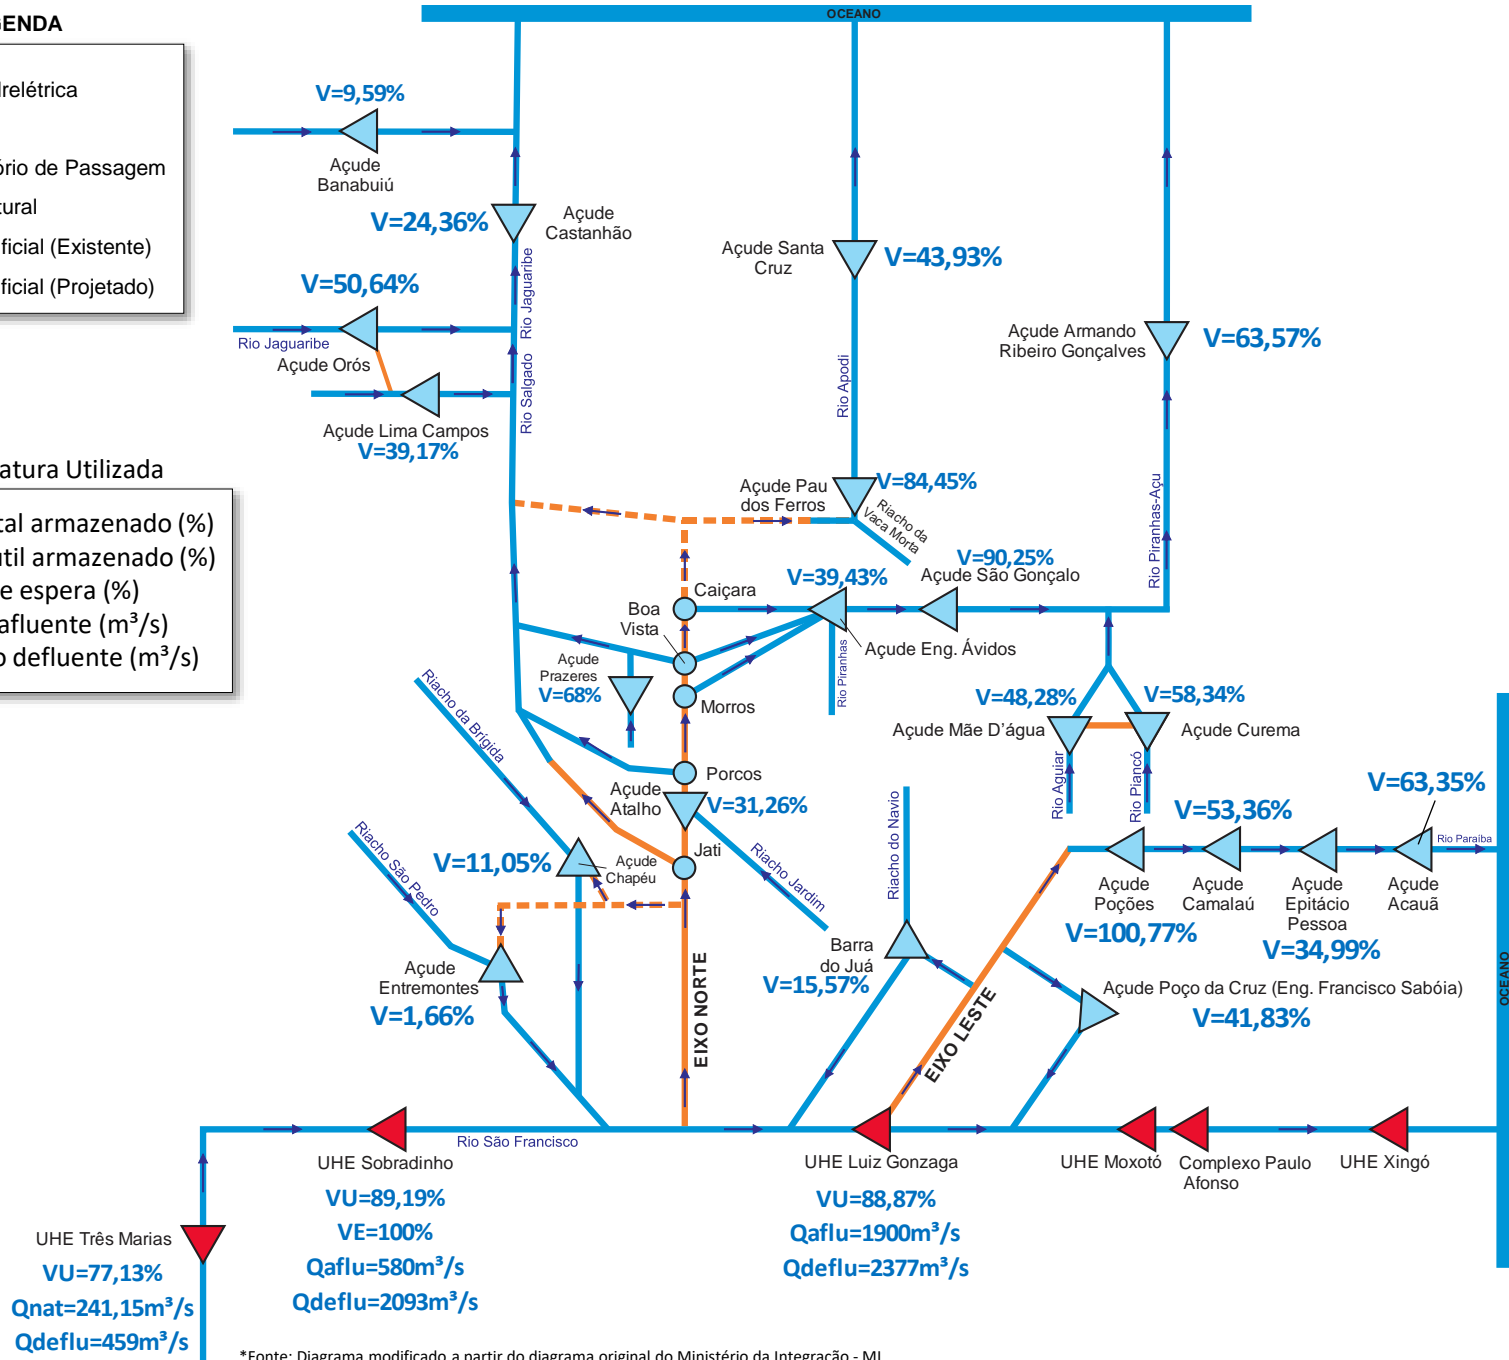 OCEANO
GENDA
drelétrica
ório de Passagem
tural
ificial (Existente)
ificial (Projetado)
V=9,59%
Açude
Banabuiú
V=24,36%
Açude
Castanhão
V=50,64%
Rio Jaguaribe
Açude Orós
Rio Jaguaribe
Rio Salgado
Açude Lima Campos
V=39,17%
Açude Santa
Cruz
V=43,93%
Rio Apodi
Açude Armando
Ribeiro Gonçalves
V=63,57%
Rio Piranhas-Açu
atura Utilizada
tal armazenado (%)
útil armazenado (%)
e espera (%)
afluente (m³/s)
o defluente (m³/s)
Açude Pau
dos Ferros
V=84,45%
Riacho da
Vaca Morta
V=90,25%
Açude São Gonçalo
V=39,43%
Caiçara
Boa
Vista
Açude Eng. Ávidos
Rio Piranhas
Açude
Prazeres
V=68%
Morros
Riacho da Brigida
Porcos
Açude
Atalho
V=31,26%
V=48,28%
Açude Mãe D'água
V=58,34%
Açude Curema
Rio Aguiar
Rio Piancó
V=63,35%
V=53,36%
Rio Paraiba
Riacho São Pedro
V=11,05%
Açude
Chapéu
Jati
Riacho Jardim
Riacho do Navio
Açude
Poções
V=100,77%
Açude
Camalaú
Açude
Epitácio
Pessoa
V=34,99%
Açude
Acauã
Açude
Entremontes
V=1,66%
EIXO NORTE
Barra
do Juá
V=15,57%
EIXO LESTE
Açude Poço da Cruz (Eng. Francisco Sabóia)
V=41,83%
OCEANO
Rio São Francisco
UHE Sobradinho
VU=89,19%
VE=100%
Qaflu=580m³/s
Qdeflu=2093m³/s
UHE Luiz Gonzaga
VU=88,87%
Qaflu=1900m³/s
Qdeflu=2377m³/s
UHE Moxotó
Complexo Paulo
Afonso
UHE Xingó
UHE Três Marias
VU=77,13%
Qnat=241,15m³/s
Qdeflu=459m³/s
*Fonte: Diagrama modificado a partir do diagrama original do Ministério da Integração - MI